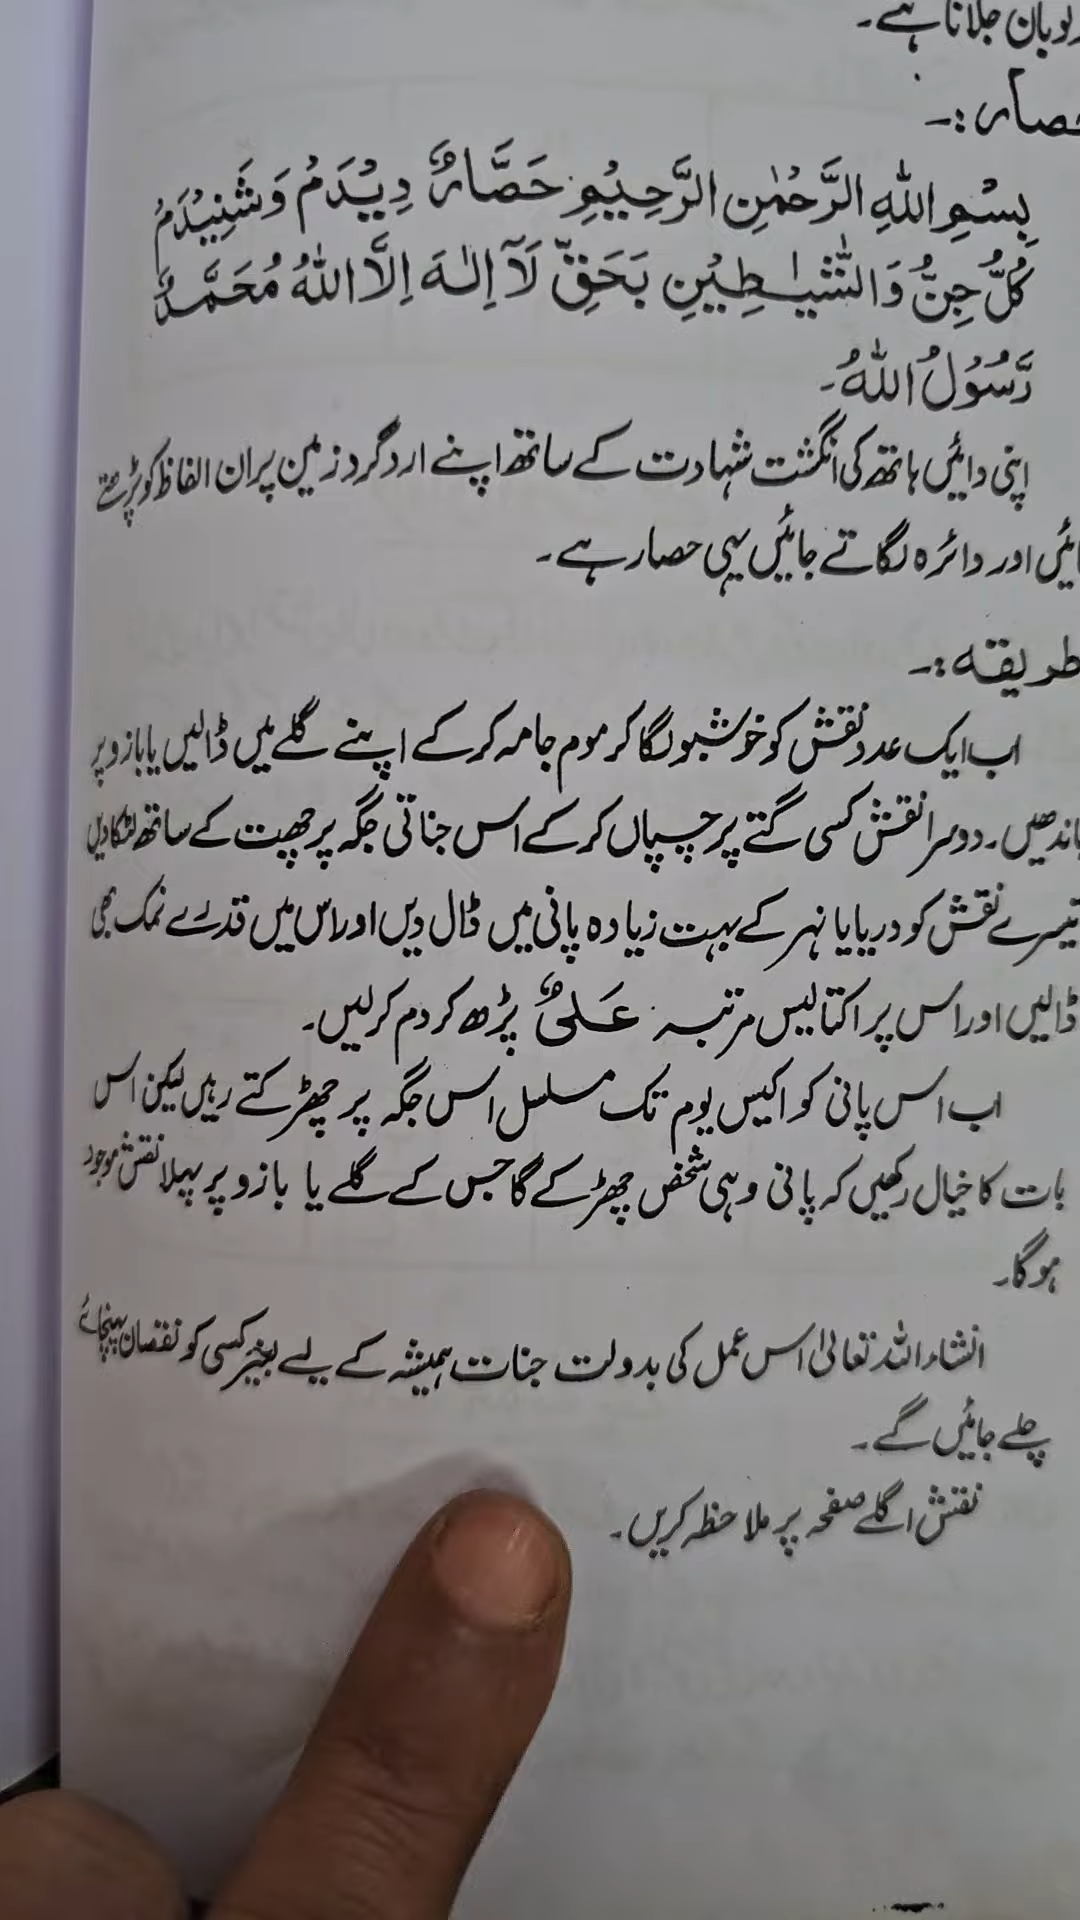 لوبان جلانا ہے۔
حصار:۔
بِسْمِ اللهِ الرَّحْمٰنِ الرَّحِيْمِ حَصَّارٌ دِيْدَمُ وَشَنِيْدَمُ
كُلُّ جِنٌّ وَالشَّيٰطِيْنِ بَحَقِّ لَآ اِلٰهَ اِلَّا اللهُ مُحَمَّدٌ
رَّسُوْلُ اللهُ۔
اپنی دائیں ہاتھ کی انگشت شہادت کے ساتھ اپنے اردگرد زمین پران الفاظ کو پڑھتے
جائیں اور دائرہ لگاتے جائیں یہی حصار ہے۔
طریقہ:۔
اب ایک عدد نقش کو خوشبو لگا کر موم جامہ کر کے اپنے گلے میں ڈالیں یا بازو پر
باندھیں۔ دوسرا نقش کسی گتے پر چسپاں کر کے اس جناتی جگہ پر چھت کے ساتھ لٹکا دیں
تیسرے نقش کو دریا یا نہر کے بہت زیادہ پانی میں ڈال دیں اور اس میں قدرے نمک بھی
ڈالیں اور اس پر اکتالیس مرتبہ عَلیٌ پڑھ کر دم کر لیں۔
اب اس پانی کو اکیس یوم تک مسلسل اس جگہ پر چھڑکتے رہیں لیکن اس
بات کا خیال رکھیں کہ پانی وہی شخص چھڑکے گا جس کے گلے یا بازو پر پہلا نقش موجود
ہوگا۔
انشاء اللہ تعالیٰ اس عمل کی بدولت جنات ہمیشہ کے لیے بغیر کسی کو نقصان پہنچائے
چلے جائیں گے۔
نقش اگلے صفحہ پر ملاحظہ کریں۔